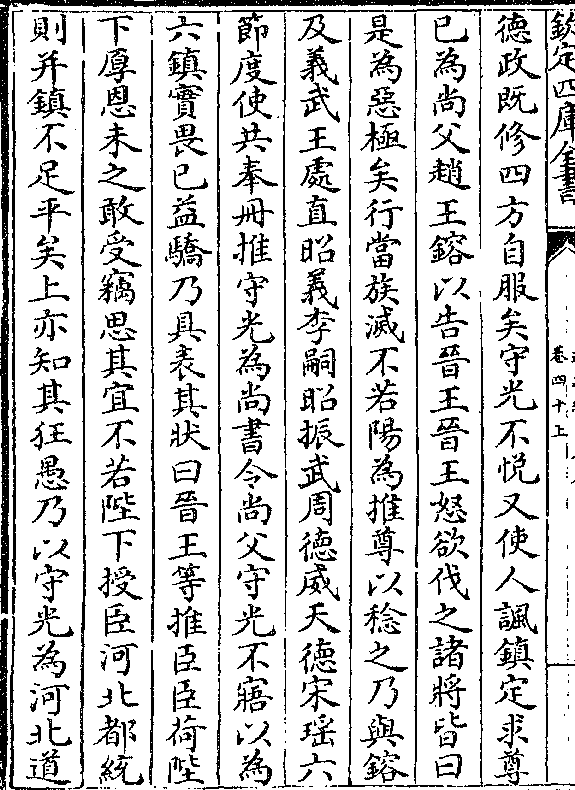 欽定四庫全書
卷四十上
德政既修四方自服矣守光不悦又使人諷鎮定求尊
已為尚父趙王鎔以告晉王晉王怒欲伐之諸將皆曰
是為惡極矣行當族滅不若陽為推尊以稔之乃與鎔
及義武王處直昭義李嗣昭振武周德威天德宋瑶六
節度使共奉冊推守光為尚書令尚父守光不寤以為
六鎮實畏已益驕乃具表其狀曰晉王等推臣臣荷陛
下厚恩未之敢受竊思其宜不若陛下授臣河北都統
則并鎮不足平矣上亦知其狂愚乃以守光為河北道